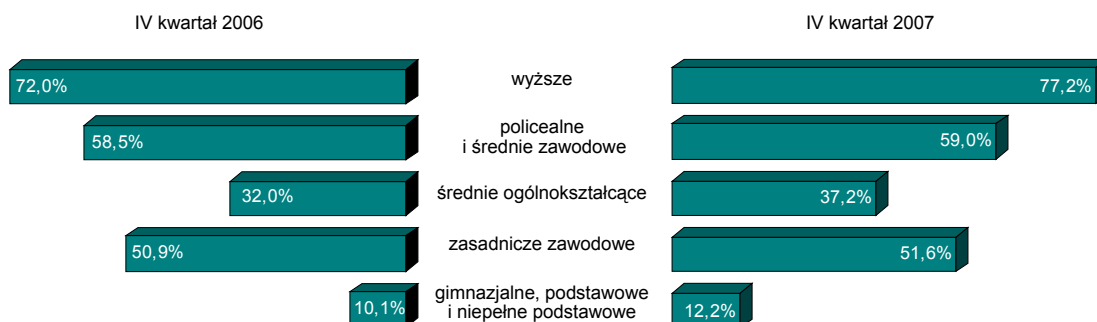 IV kwartał 2006
IV kwartał 2007
72,0%
wyższe
77,2%
58,5%
policealne
i średnie zawodowe
59,0%
32,0%
średnie ogólnokształcące
37,2%
50,9%
zasadnicze zawodowe
51,6%
10,1%
gimnazjalne, podstawowe
i niepełne podstawowe
12,2%